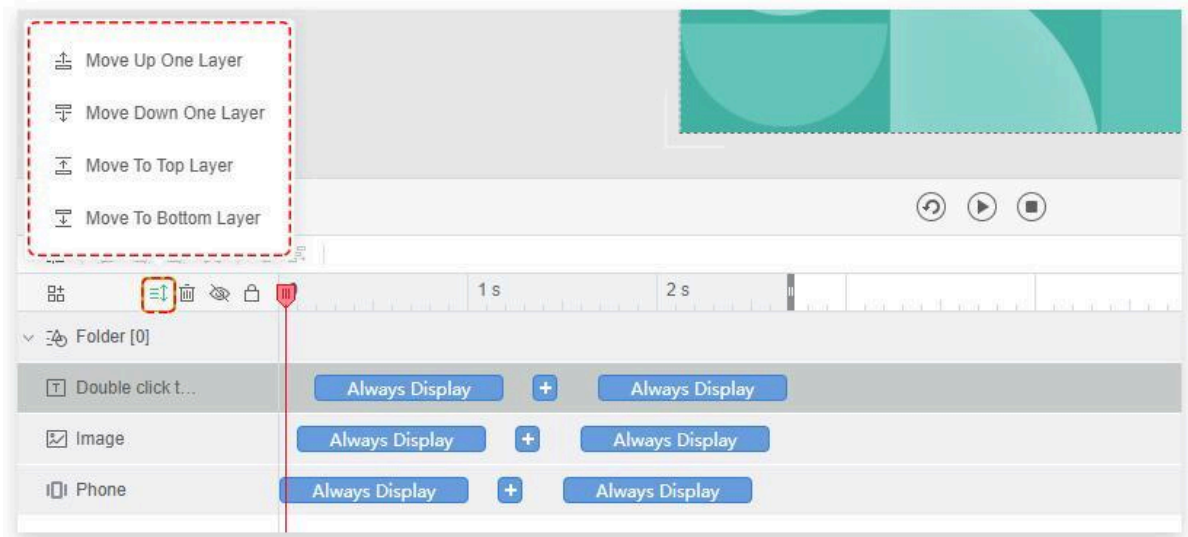 Move Up One Layer
Move Down One Layer
Move To Top Layer
Move To Bottom Layer
1 s
2 s
Folder [0]
Double click t...
Always Display
Always Display
Image
Always Display
Always Display
Phone
Always Display
Always Display